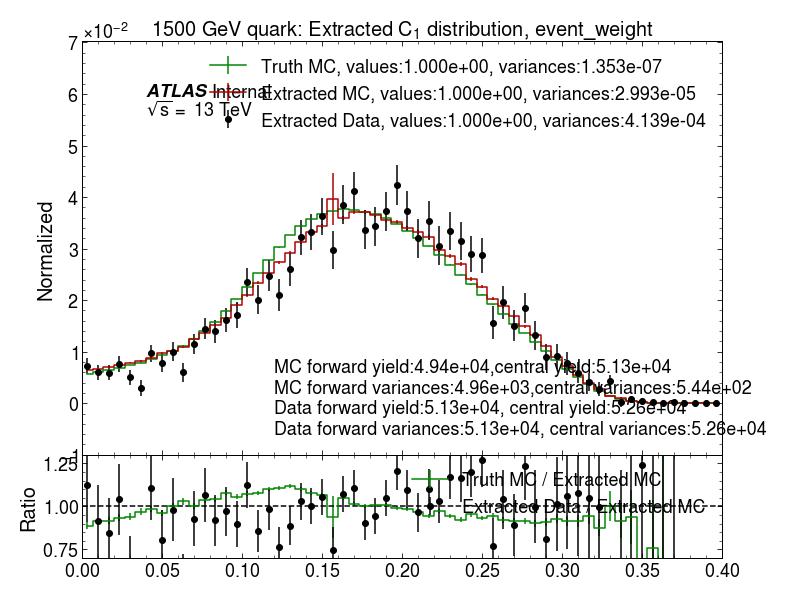 ×10⁻² 1500 GeV quark: Extracted C₁ distribution, event_weight
7
6
5
4
3
2
1
0
1
Normalized
Truth MC, values:1.000e+00, variances:1.353e-07
ATLAS Internal
Extracted MC, values:1.000e+00, variances:2.993e-05
√s = 13 TeV
Extracted Data, values:1.000e+00, variances:4.139e-04
MC forward yield:4.94e+04,central yield:5.13e+04
MC forward variances:4.96e+03,central variances:5.44e+02
Data forward yield:5.13e+04, central yield:5.26e+04
Data forward variances:5.13e+04, central variances:5.26e+04
1.25
1.00
0.75
Ratio
Truth MC / Extracted MC
Extracted Data / Extracted MC
0.00 0.05 0.10 0.15 0.20 0.25 0.30 0.35 0.40